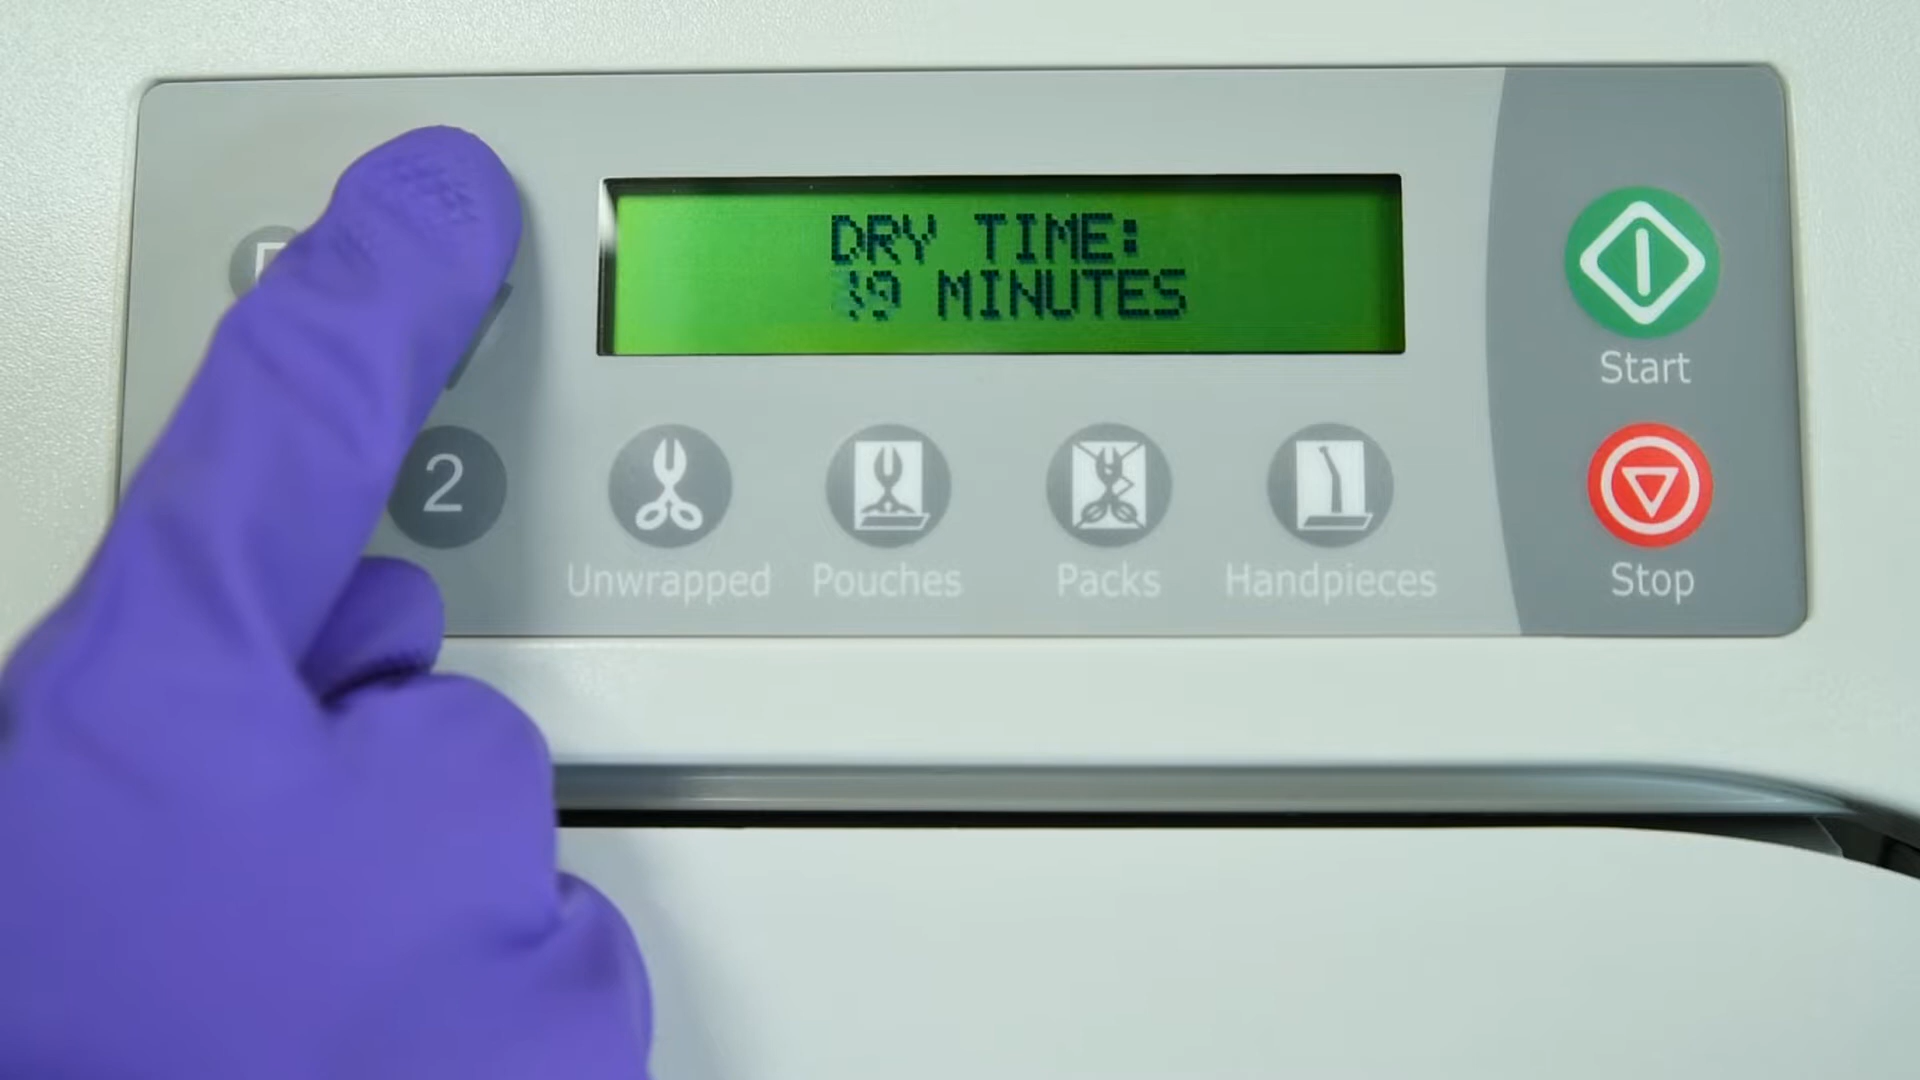 DRY TIME:
MINUTES
Start
2
Unwrapped
Pouches
Packs
Handpieces
Stop